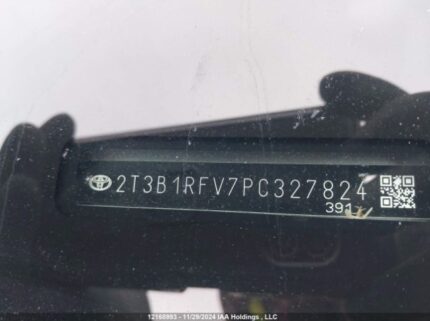 2T3B1RFV7PC327824
391
12168993 - 11/29/2024 IAA Holdings, LLC.